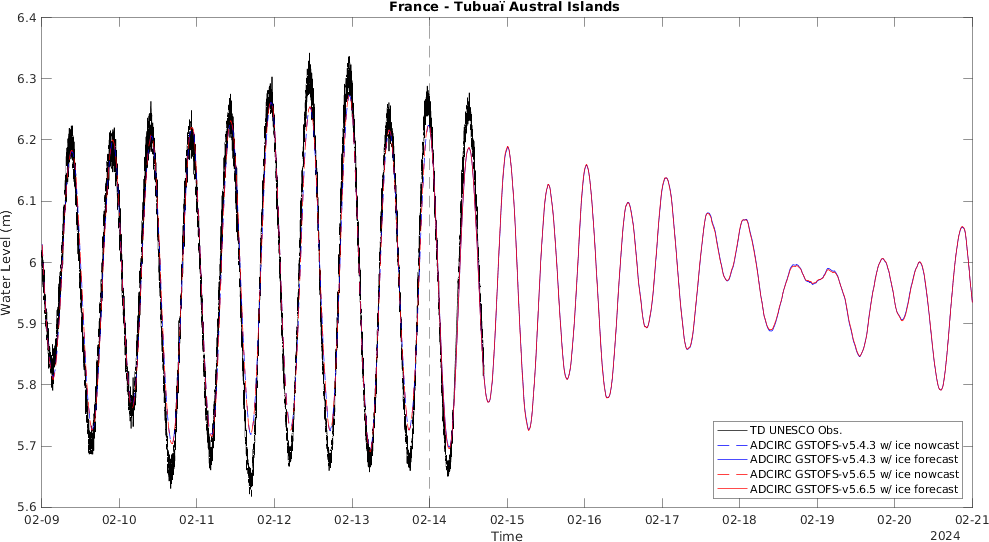 France - Tubuaï Austral Islands
6.4
6.3
6.2
6.1
6
5.9
5.8
5.7
5.6
Water Level (m)
TD UNESCO Obs.
ADCIRC GSTOFS-v5.4.3 w/ ice nowcast
ADCIRC GSTOFS-v5.4.3 w/ ice forecast
ADCIRC GSTOFS-v5.6.5 w/ ice nowcast
ADCIRC GSTOFS-v5.6.5 w/ ice forecast
02-09 02-10 02-11 02-12 02-13 02-14 02-15 02-16 02-17 02-18 02-19 02-20 02-21
Time
2024